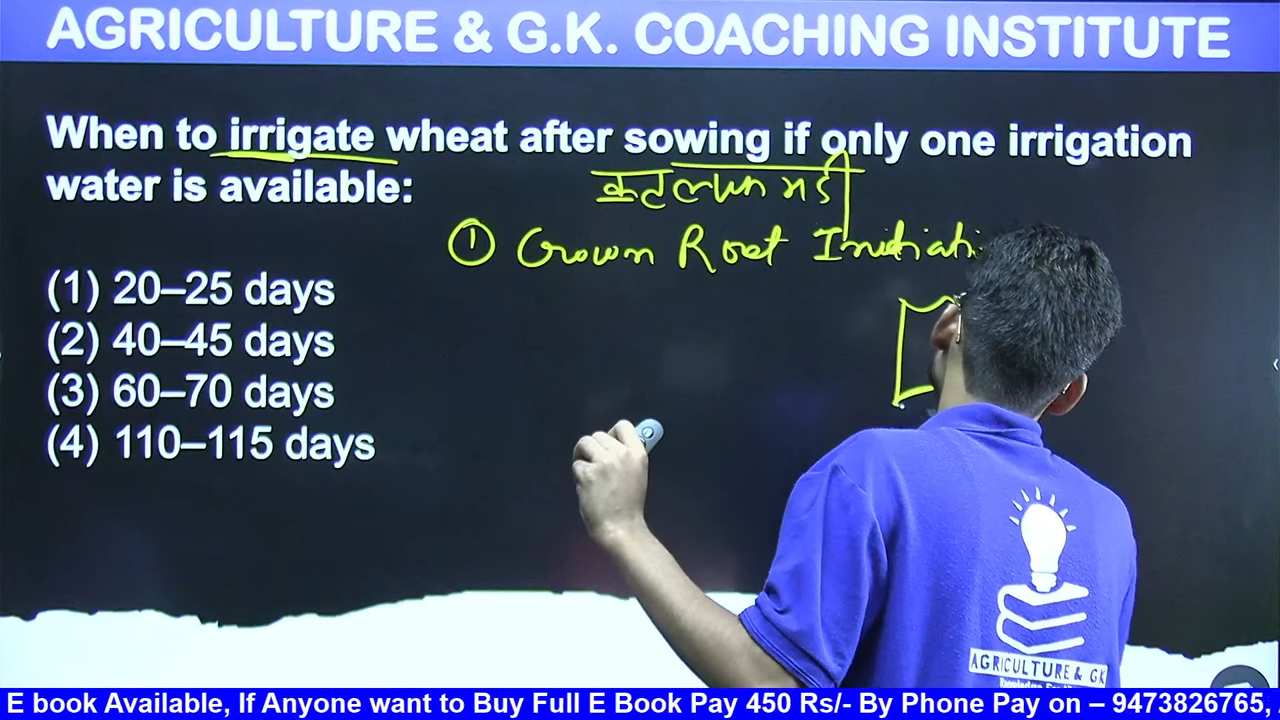 AGRICULTURE & G.K. COACHING INSTITUTE
When to irrigate wheat after sowing if only one irrigation
water is available:
① Crown Root Initiati
(1) 20–25 days
(2) 40–45 days
(3) 60–70 days
(4) 110–115 days
AGRICULTURE & GK
E book Available, If Anyone want to Buy Full E Book Pay 450 Rs/- By Phone Pay on – 9473826765,